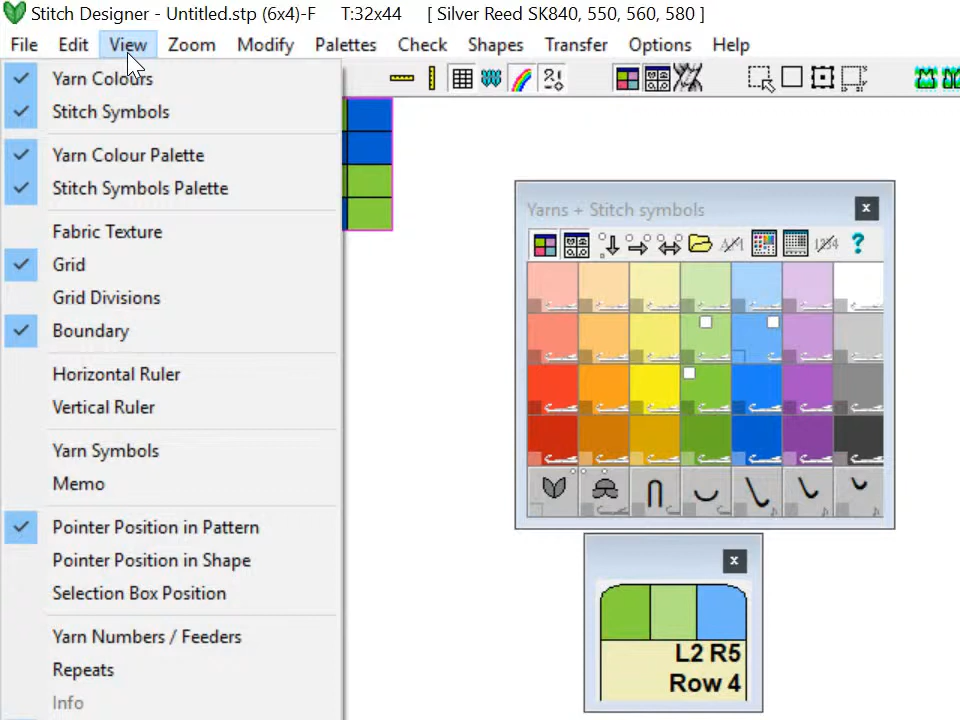 Stitch Designer - Untitled.stp (6x4)-F T:32x44 [ Silver Reed SK840, 550, 560, 580 ]
File Edit View Zoom Modify Palettes Check Shapes Transfer Options Help
Yarn Colours
Stitch Symbols
Yarn Colour Palette
Stitch Symbols Palette
Fabric Texture
Grid
Grid Divisions
Boundary
Horizontal Ruler
Vertical Ruler
Yarn Symbols
Memo
Pointer Position in Pattern
Pointer Position in Shape
Selection Box Position
Yarn Numbers / Feeders
Repeats
Info
Yarns + Stitch symbols
x
1234
?
x
L2 R5
Row 4